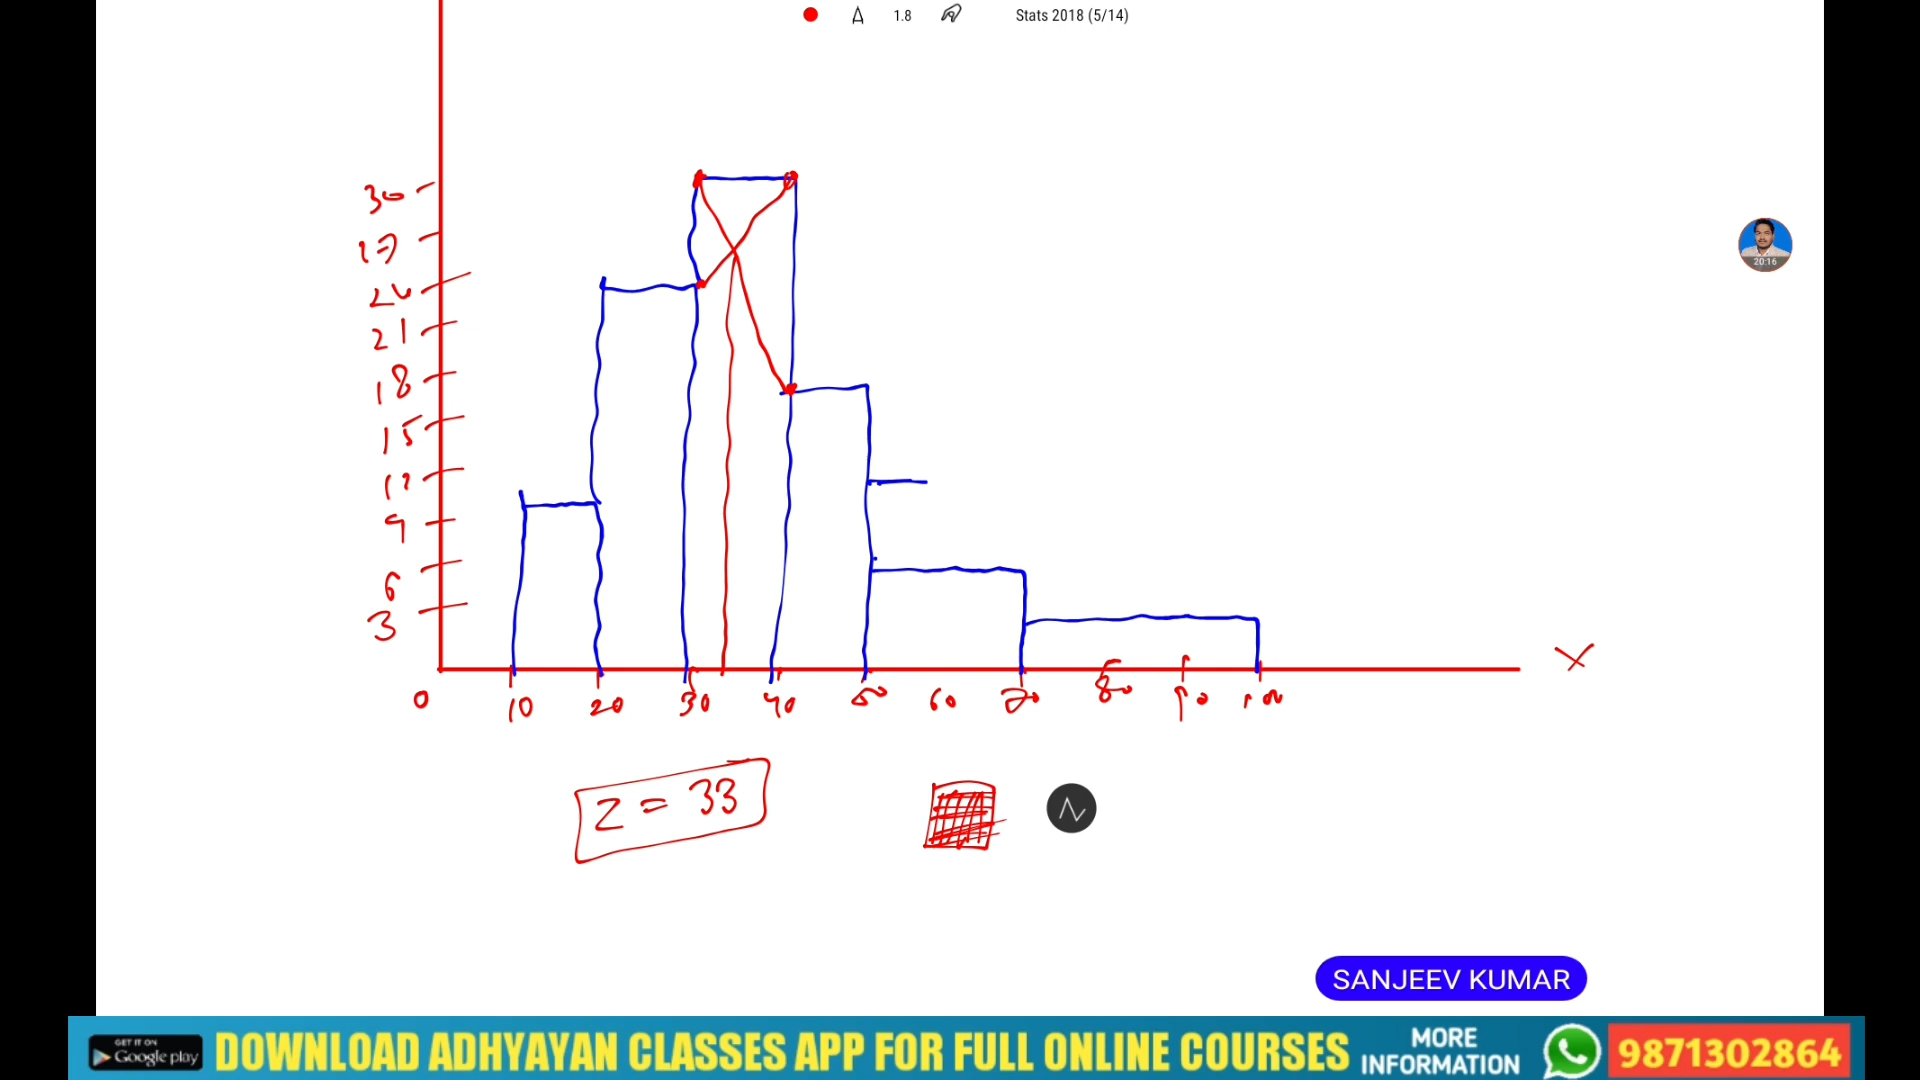 1.8 Stats 2018 (5/14)
30
27
24
21
18
15
12
9
6
3
X
0 10 20 30 40 50 60 70 80 90 100
Z = 33
20:16
SANJEEV KUMAR
GET IT ON
Google play
DOWNLOAD ADHYAYAN CLASSES APP FOR FULL ONLINE COURSES
MORE
INFORMATION
9871302864